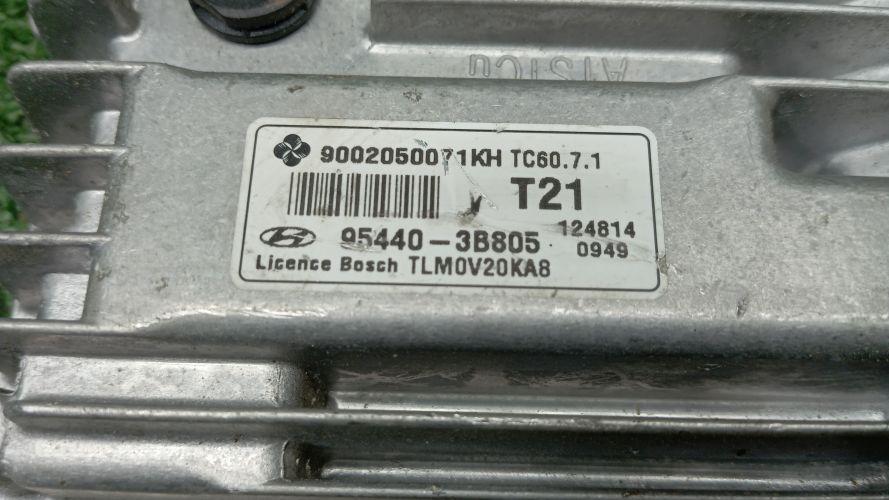 9002050071KH TC60.7.1
T21
95440-3B805
124814
0949
Licence Bosch TLM0V20KA8